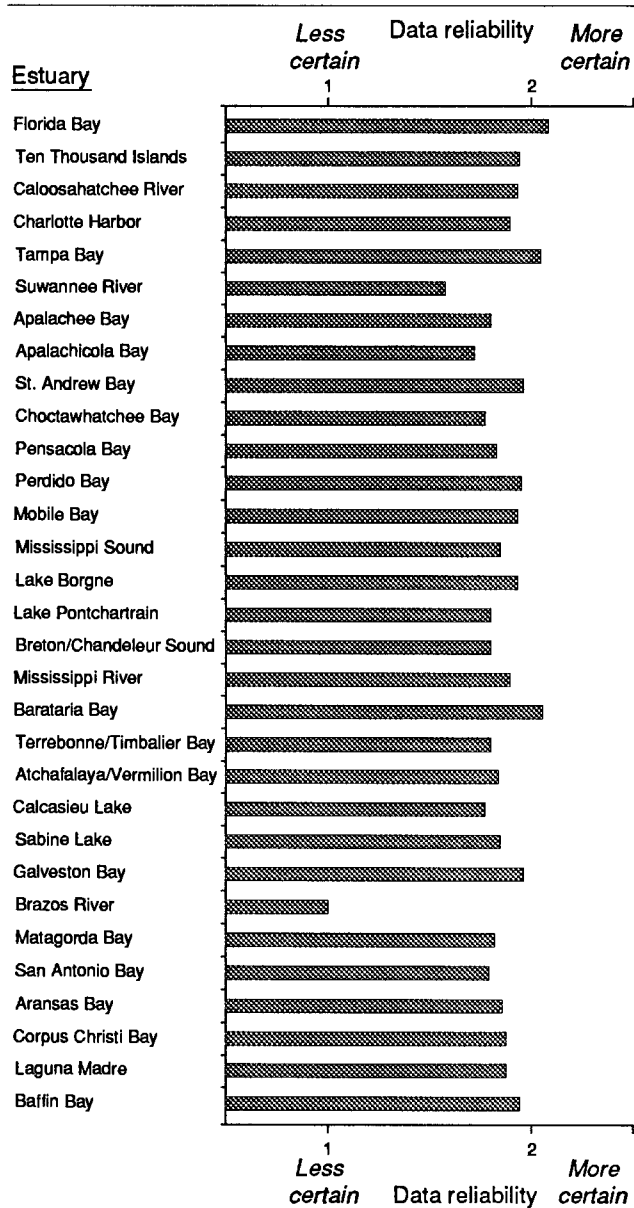 Less Data reliability More
certain certain
Estuary
1 2
Florida Bay
Ten Thousand Islands
Caloosahatchee River
Charlotte Harbor
Tampa Bay
Suwannee River
Apalachee Bay
Apalachicola Bay
St. Andrew Bay
Choctawhatchee Bay
Pensacola Bay
Perdido Bay
Mobile Bay
Mississippi Sound
Lake Borgne
Lake Pontchartrain
Breton/Chandeleur Sound
Mississippi River
Barataria Bay
Terrebonne/Timbalier Bay
Atchafalaya/Vermilion Bay
Calcasieu Lake
Sabine Lake
Galveston Bay
Brazos River
Matagorda Bay
San Antonio Bay
Aransas Bay
Corpus Christi Bay
Laguna Madre
Baffin Bay
1 2
Less More
certain Data reliability certain